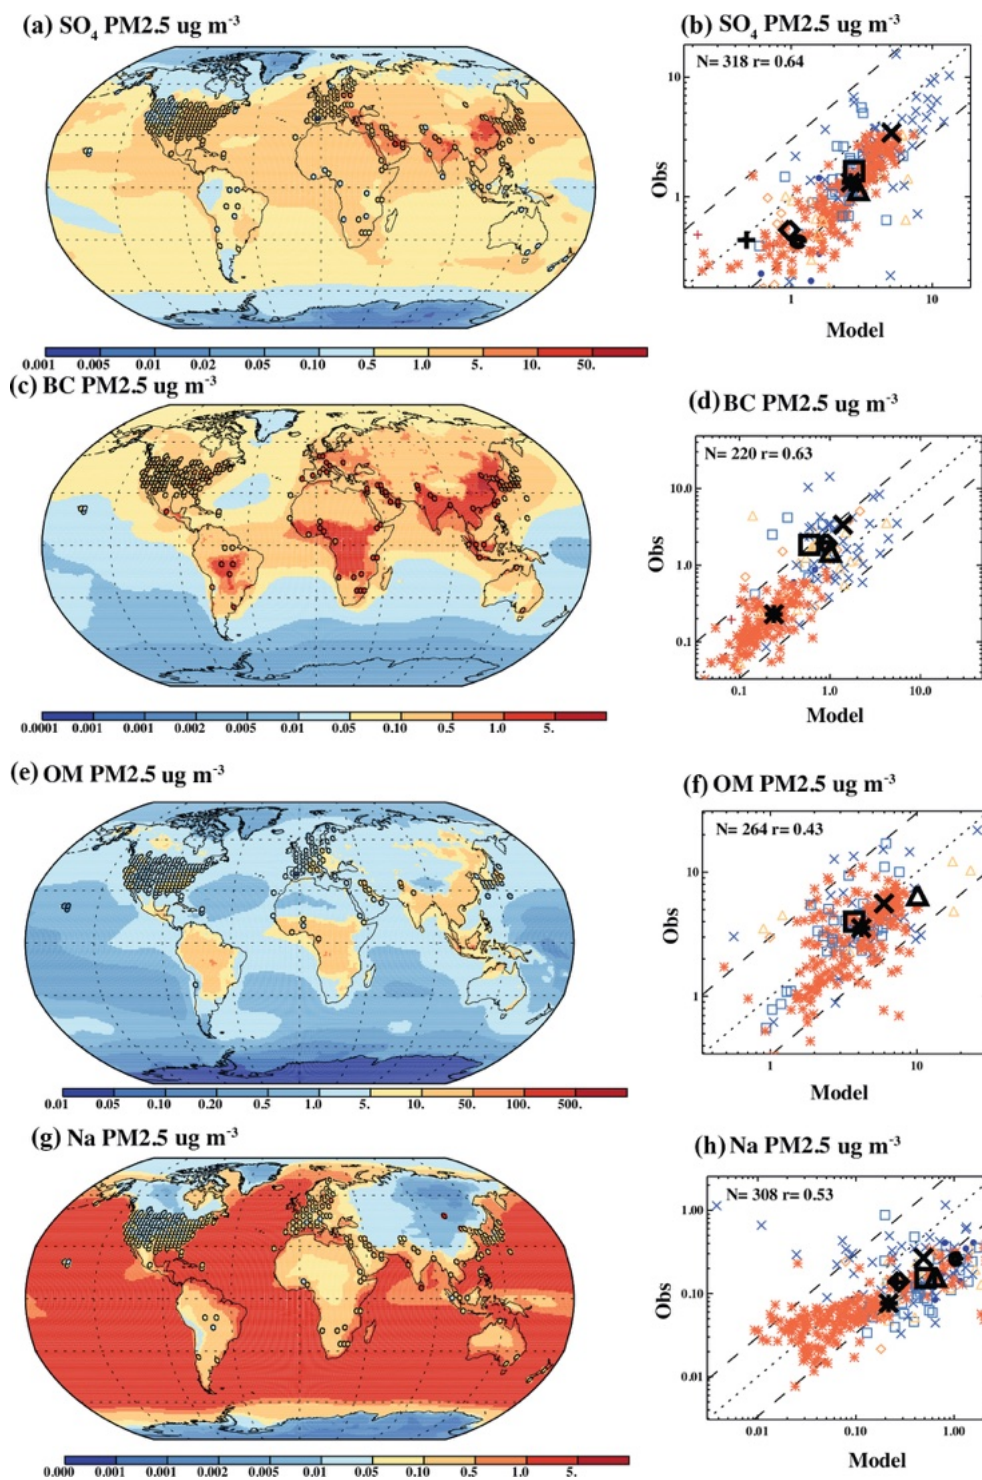 (a) SO4 PM2.5 ug m-3
(b) SO4 PM2.5 ug m-3
N= 318 r= 0.64
10
1
Obs
1 10
Model
0.001 0.005 0.01 0.02 0.05 0.10 0.5 1.0 5. 10. 50.
(c) BC PM2.5 ug m-3
(d) BC PM2.5 ug m-3
N= 220 r= 0.63
10.0
1.0
0.1
Obs
0.1 1.0 10.0
Model
0.0001 0.001 0.001 0.002 0.005 0.01 0.05 0.10 0.5 1.0 5.
(e) OM PM2.5 ug m-3
(f) OM PM2.5 ug m-3
N= 264 r= 0.43
10
1
Obs
1 10
Model
0.01 0.05 0.10 0.20 0.5 1.0 5. 10. 50. 100. 500.
(g) Na PM2.5 ug m-3
(h) Na PM2.5 ug m-3
N= 308 r= 0.53
1.00
0.10
0.01
Obs
0.01 0.10 1.00
Model
0.000 0.001 0.001 0.002 0.01 0.05 0.10 0.5 1.0 5.